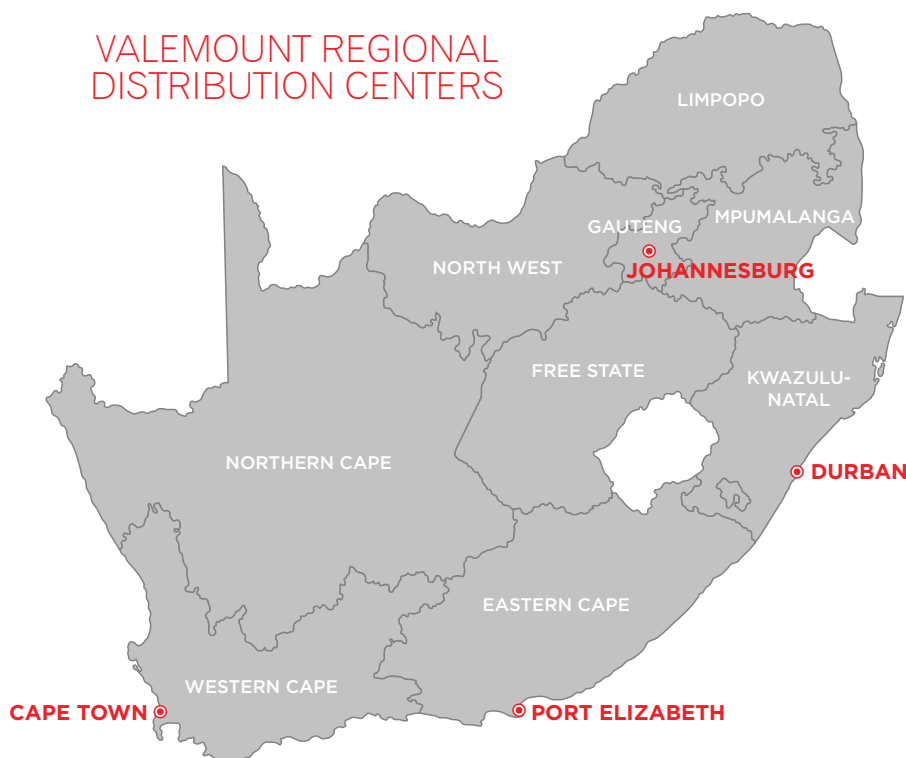 VALEMOUNT REGIONAL
DISTRIBUTION CENTERS
LIMPOPO
GAUTENG
MPUMALANGA
NORTH WEST
JOHANNESBURG
FREE STATE
KWAZULU-
NATAL
NORTHERN CAPE
DURBAN
EASTERN CAPE
WESTERN CAPE
CAPE TOWN
PORT ELIZABETH